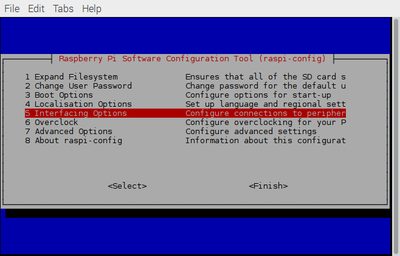 File Edit Tabs Help
Raspberry Pi Software Configuration Tool (raspi-config)
1 Expand Filesystem Ensures that all of the SD card s
2 Change User Password Change password for the default u
3 Boot Options Configure options for start-up
4 Localisation Options Set up language and regional sett
5 Interfacing Options Configure connections to peripher
6 Overclock Configure overclocking for your P
7 Advanced Options Configure advanced settings
8 About raspi-config Information about this configurat
<Select> <Finish>